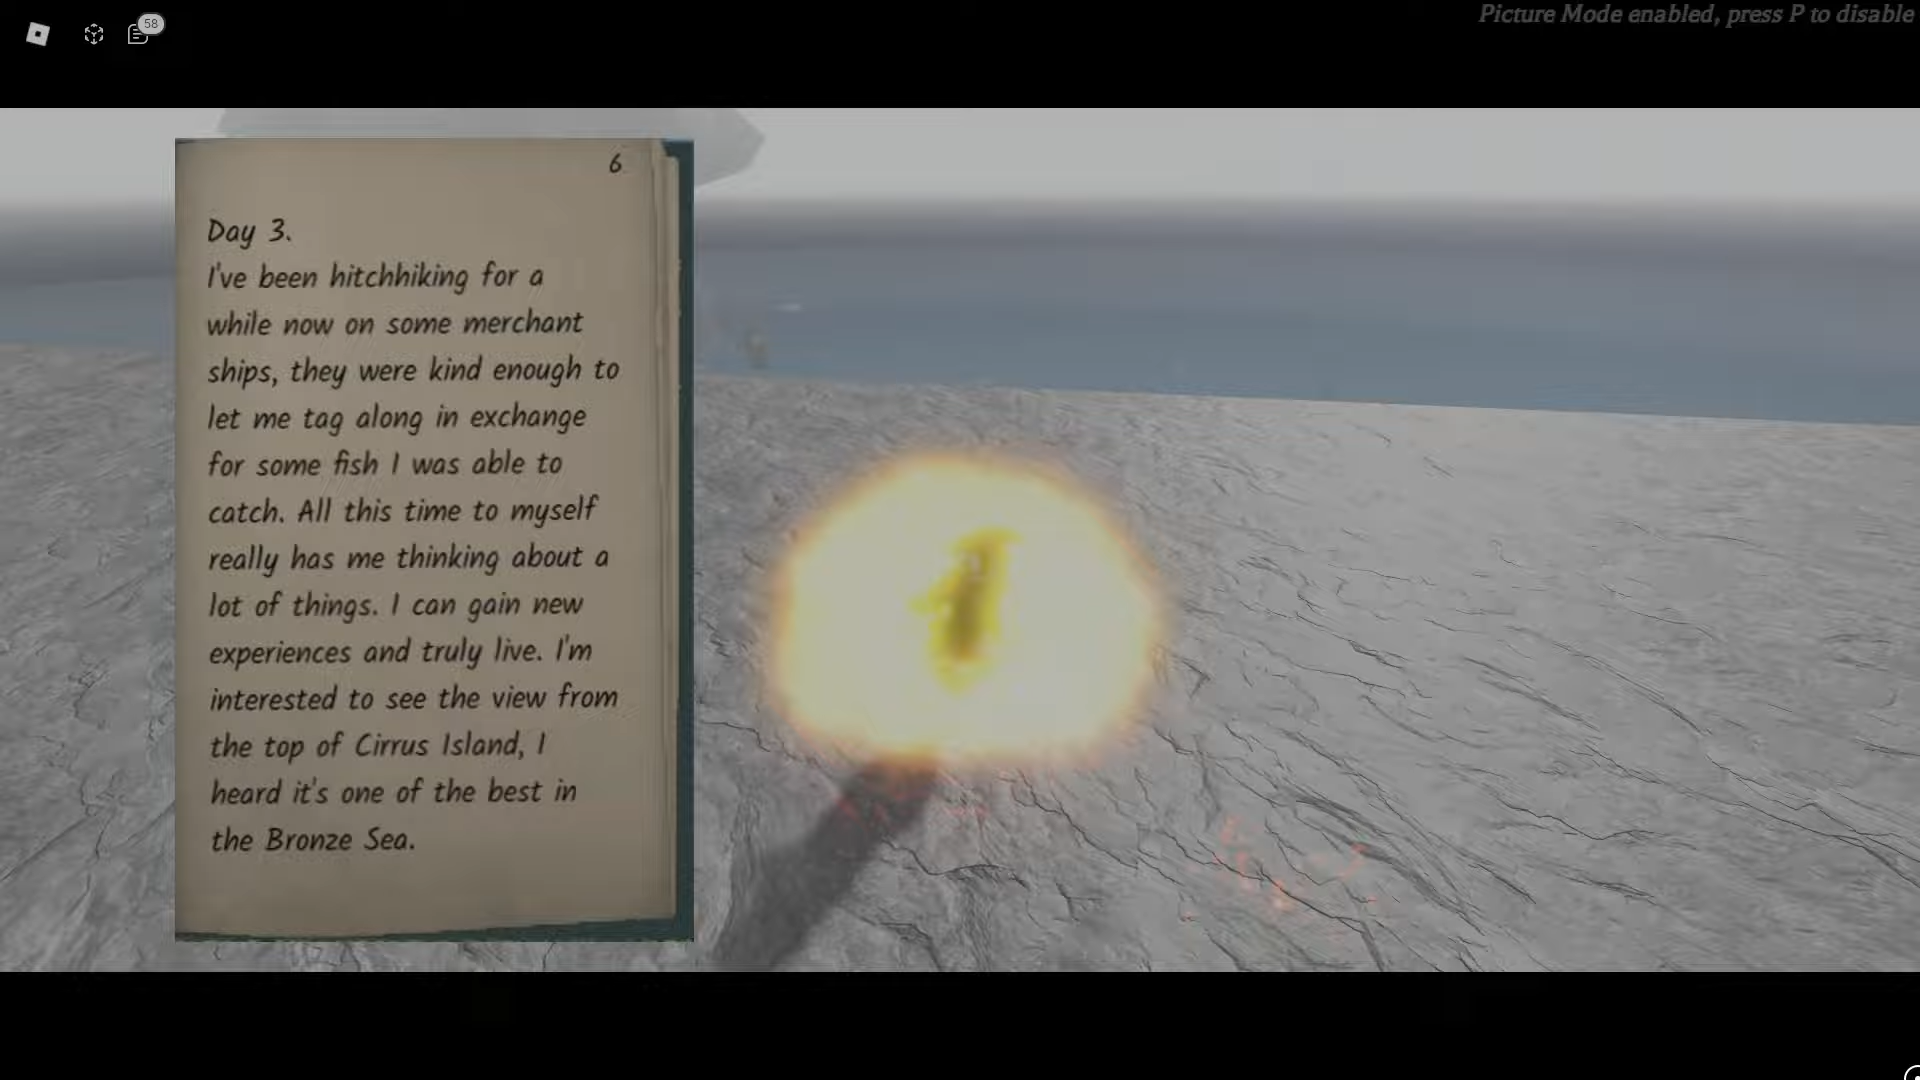 58
Picture Mode enabled, press P to disable
6
Day 3.
I've been hitchhiking for a
while now on some merchant
ships, they were kind enough to
let me tag along in exchange
for some fish I was able to
catch. All this time to myself
really has me thinking about a
lot of things. I can gain new
experiences and truly live. I'm
interested to see the view from
the top of Cirrus Island, I
heard it's one of the best in
the Bronze Sea.